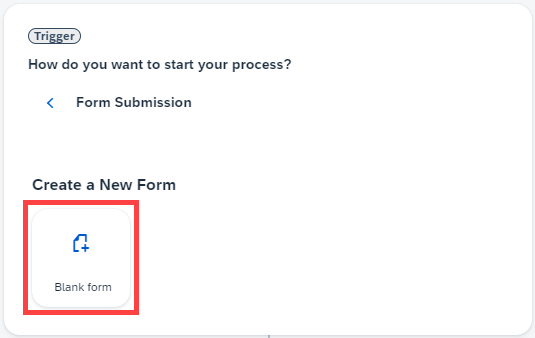 Trigger
How do you want to start your process?
Form Submission
Create a New Form
Blank form